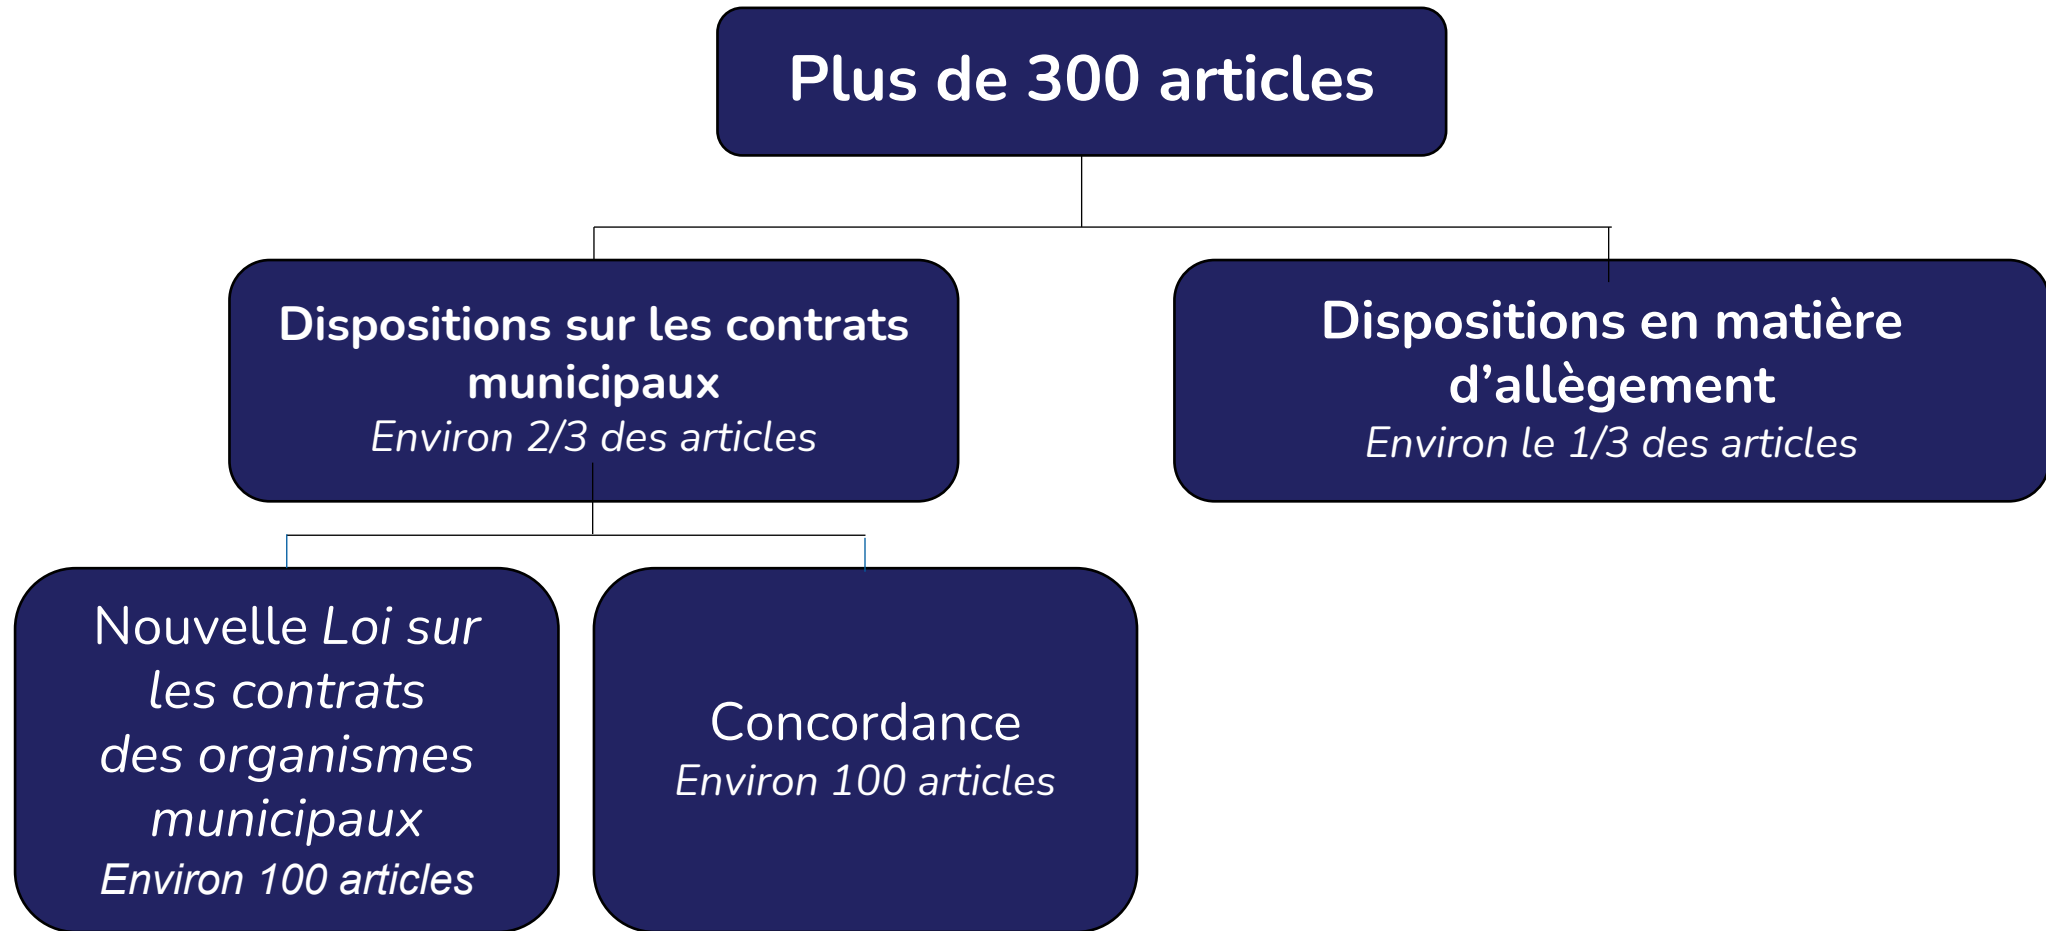 Plus de 300 articles
Dispositions sur les contrats
municipaux
Environ 2/3 des articles
Dispositions en matière
d’allègement
Environ le 1/3 des articles
Nouvelle Loi sur
les contrats
des organismes
municipaux
Environ 100 articles
Concordance
Environ 100 articles